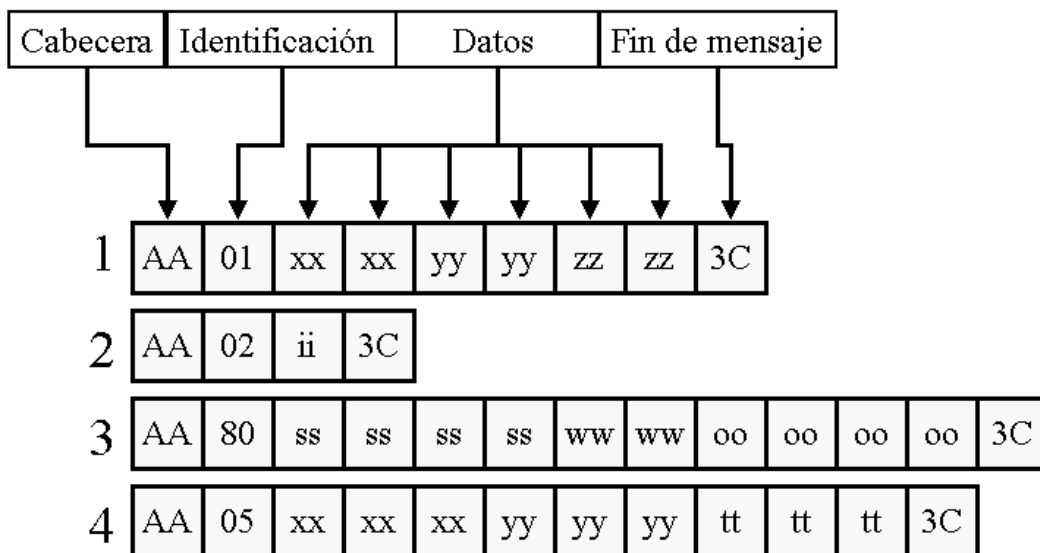 Cabecera Identificación Datos Fin de mensaje
1 AA 01 xx xx yy yy zz zz 3C
2 AA 02 ii 3C
3 AA 80 ss ss ss ss ww ww oo oo oo oo 3C
4 AA 05 xx xx xx yy yy yy tt tt tt 3C